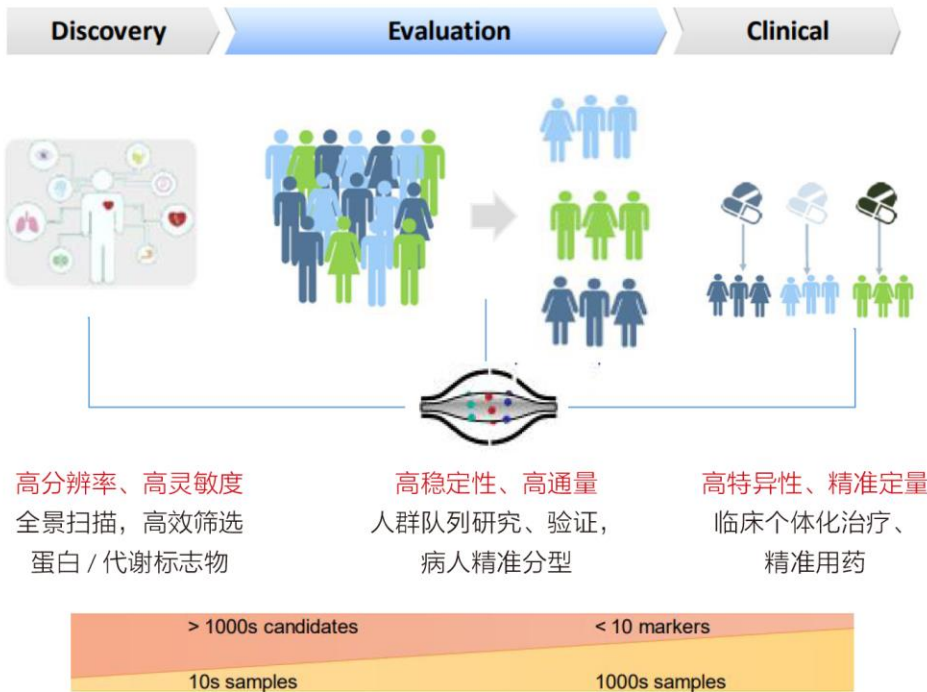 Discovery
Evaluation
Clinical
高分辨率、高灵敏度
全景扫描，高效筛选
蛋白 / 代谢标志物
高稳定性、高通量
人群队列研究、验证，
病人精准分型
高特异性、精准定量
临床个体化治疗、
精准用药
> 1000s candidates
< 10 markers
10s samples
1000s samples